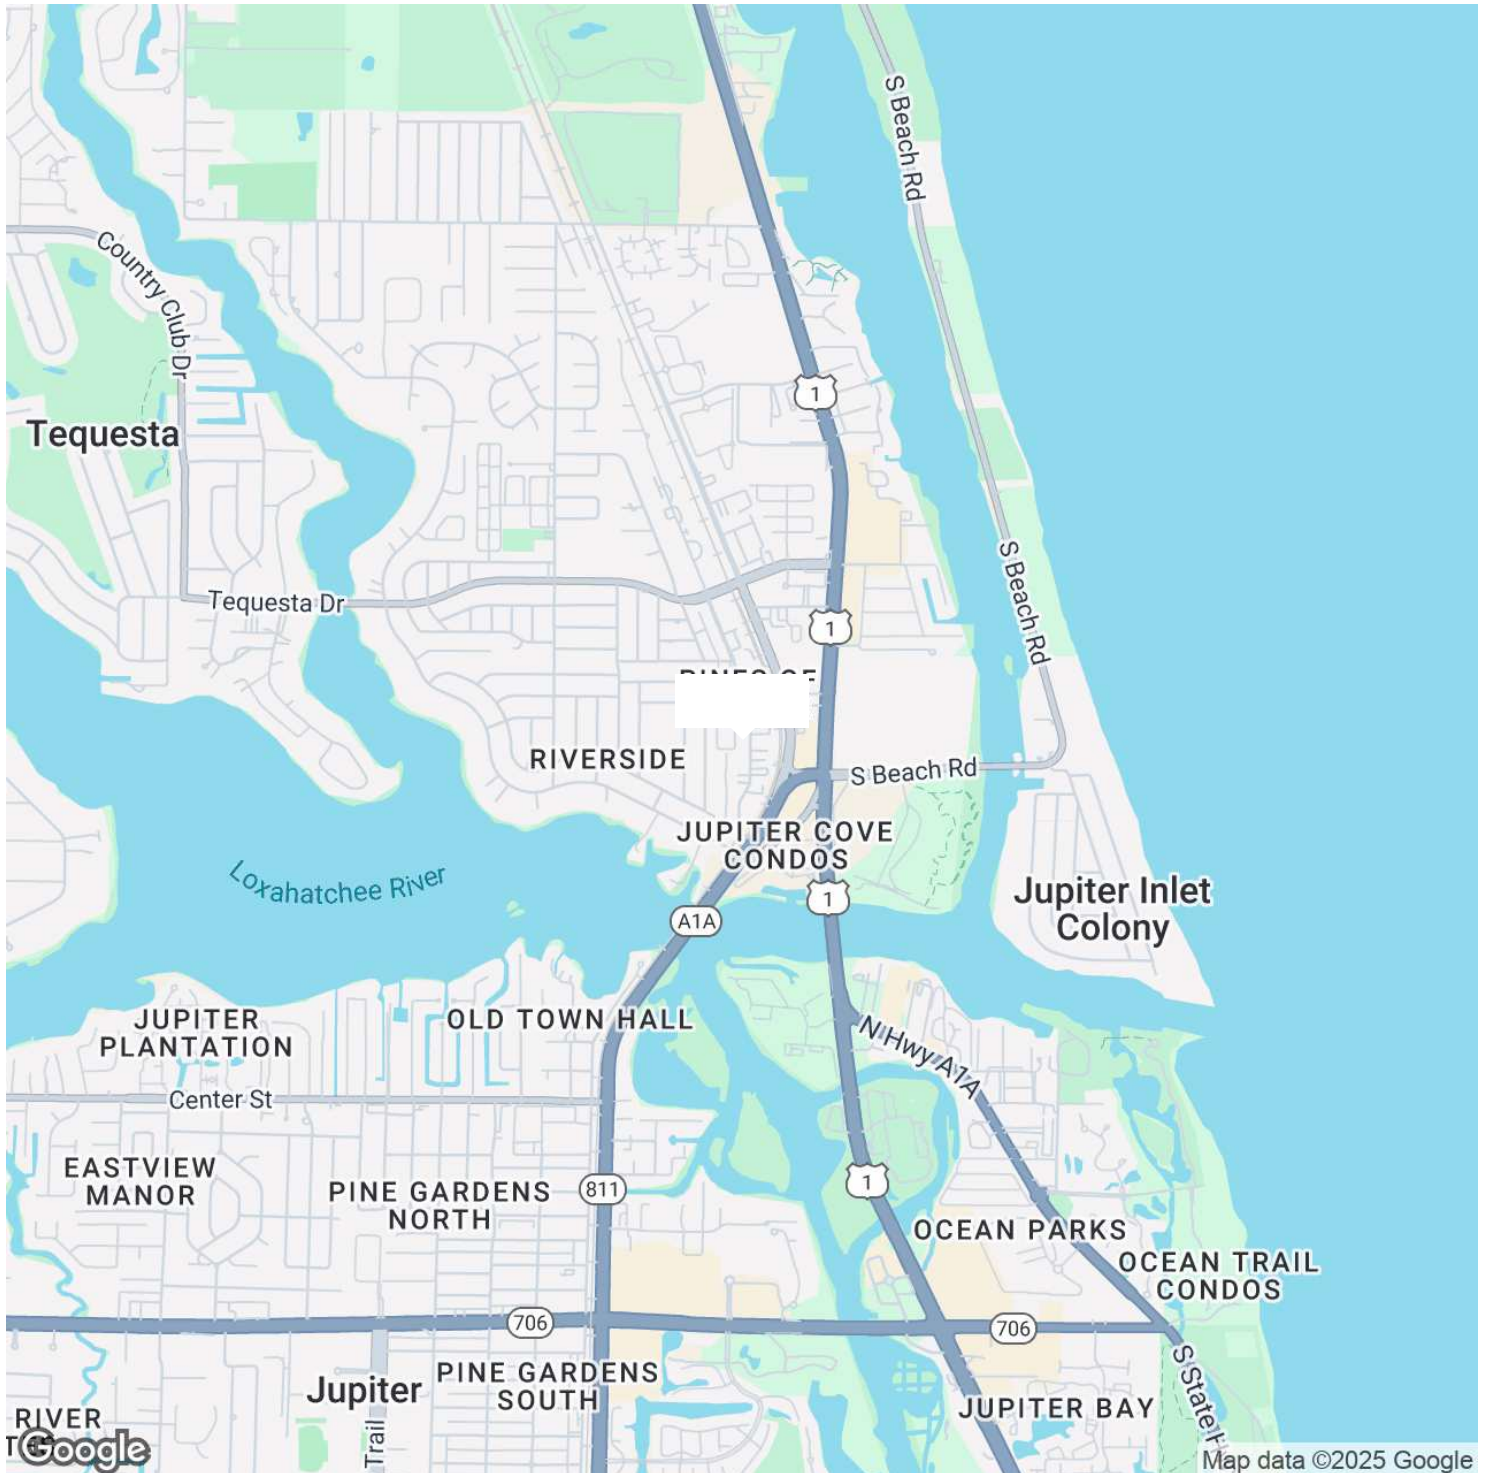 S Beach Rd
Country Club Dr
1
Tequesta
S Beach Rd
Tequesta Dr
1
PINES OF
RIVERSIDE
S Beach Rd
JUPITER COVE
CONDOS
Loxahatchee River
Jupiter Inlet
Colony
1
A1A
JUPITER
PLANTATION
OLD TOWN HALL
N Hwy A1A
Center St
EASTVIEW
MANOR
PINE GARDENS
NORTH
811
1
OCEAN PARKS
OCEAN TRAIL
CONDOS
706
706
PINE GARDENS
SOUTH
Jupiter
S State H
JUPITER BAY
RIVER
Trail
Google
Map data ©2025 Google